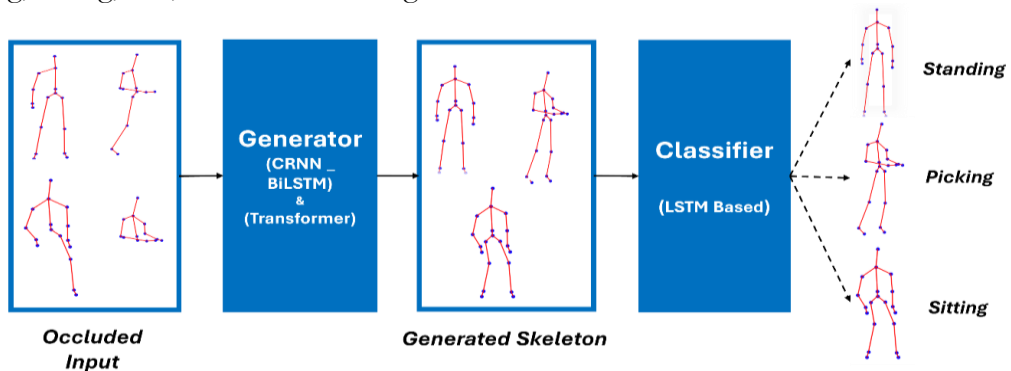 Generator
(CRNN _
BiLSTM)
&
(Transformer)
Classifier
(LSTM Based)
Standing
Picking
Sitting
Occluded
Input
Generated Skeleton